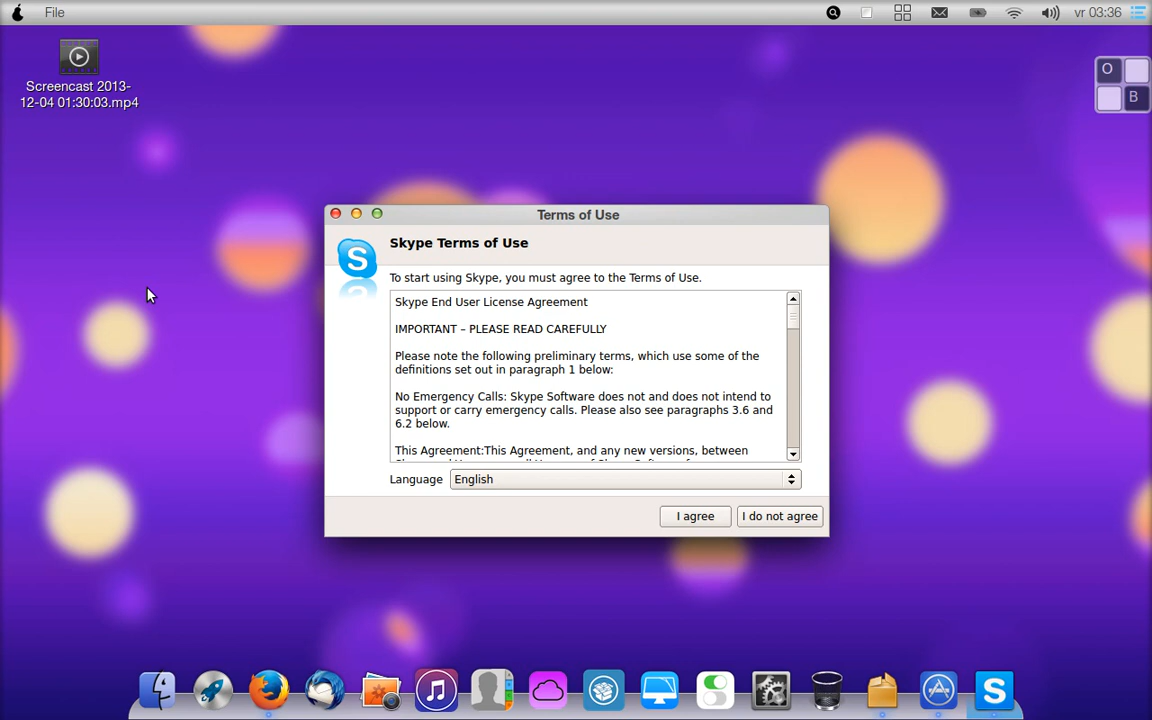 File
vr 03:36
Screencast 2013-
12-04 01:30:03.mp4
O
B
Terms of Use
S
Skype Terms of Use
To start using Skype, you must agree to the Terms of Use.
Skype End User License Agreement
IMPORTANT – PLEASE READ CAREFULLY
Please note the following preliminary terms, which use some of the
definitions set out in paragraph 1 below:
No Emergency Calls: Skype Software does not and does not intend to
support or carry emergency calls. Please also see paragraphs 3.6 and
6.2 below.
This Agreement:This Agreement, and any new versions, between
Language
English
I agree
I do not agree
S